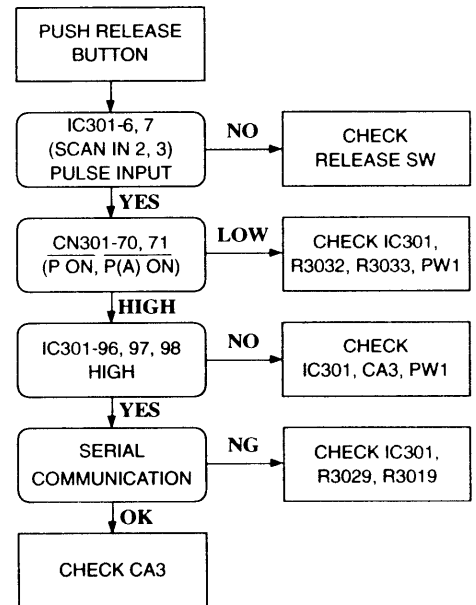 PUSH RELEASE
BUTTON
IC301-6, 7
(SCAN IN 2, 3)
PULSE INPUT
NO
CHECK
RELEASE SW
YES
CN301-70, 71
(P ON, P(A) ON)
LOW
CHECK IC301,
R3032, R3033, PW1
HIGH
IC301-96, 97, 98
HIGH
NO
CHECK
IC301, CA3, PW1
YES
SERIAL
COMMUNICATION
NG
CHECK IC301,
R3029, R3019
OK
CHECK CA3